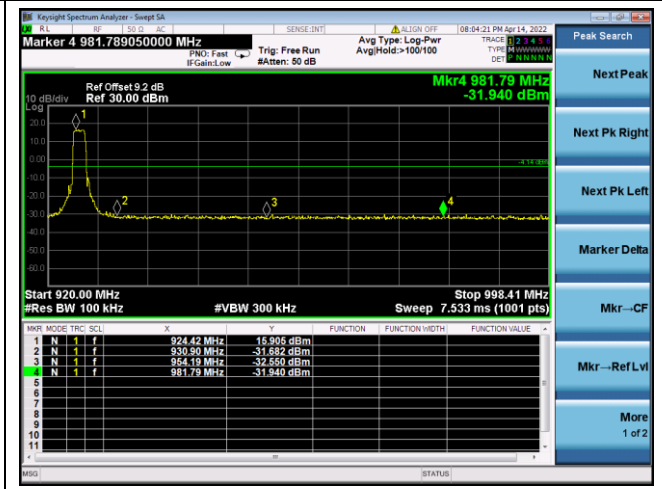 Keysight Spectrum Analyzer - Swept SA
RL RF 50 Ω AC SENSE:INT ALIGN OFF 08:04:21 PM Apr 14, 2022
Marker 4 981.789050000 MHz
PNO: Fast
IFGain:Low
Trig: Free Run
#Atten: 50 dB
Avg Type: Log-Pwr
Avg|Hold:>100/100
TRACE 1 2 3 4 5 6
TYPE M WWWWW
DET P N N N N N
Peak Search
Next Peak
Next Pk Right
Next Pk Left
Marker Delta
Mkr→CF
Mkr→Ref Lvl
More
1 of 2
Ref Offset 9.2 dB
Ref 30.00 dBm
10 dB/div
Log
Mkr4 981.79 MHz
-31.940 dBm
20.0
10.0
0.00
-10.0
-20.0
-30.0
-40.0
-50.0
-60.0
1
2
3
4
-4.14 dBm
Start 920.00 MHz
#Res BW 100 kHz
#VBW 300 kHz
Stop 998.41 MHz
Sweep 7.533 ms (1001 pts)
MKR MODE TRC SCL X Y FUNCTION FUNCTION WIDTH FUNCTION VALUE
1 N 1 f 924.42 MHz 15.905 dBm
2 N 1 f 930.90 MHz -31.682 dBm
3 N 1 f 954.19 MHz -32.550 dBm
4 N 1 f 981.79 MHz -31.940 dBm
5
6
7
8
9
10
11
MSG STATUS